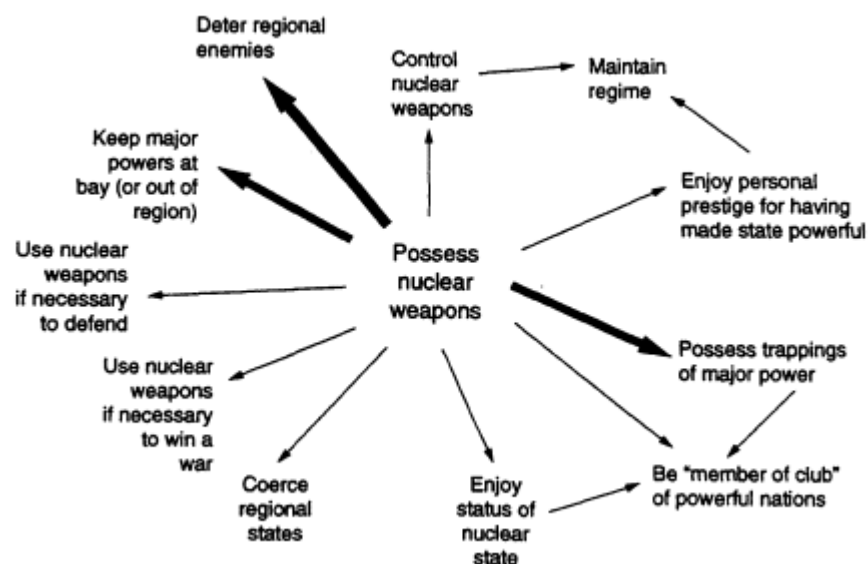 Deter regional
enemies
Control
nuclear
weapons
Maintain
regime
Keep major
powers at
bay (or out of
region)
Enjoy personal
prestige for having
made state powerful
Possess
nuclear
weapons
Use nuclear
weapons
if necessary
to defend
Possess trappings
of major power
Use nuclear
weapons
if necessary
to win a
war
Coerce
regional
states
Enjoy
status of
nuclear
state
Be "member of club"
of powerful nations